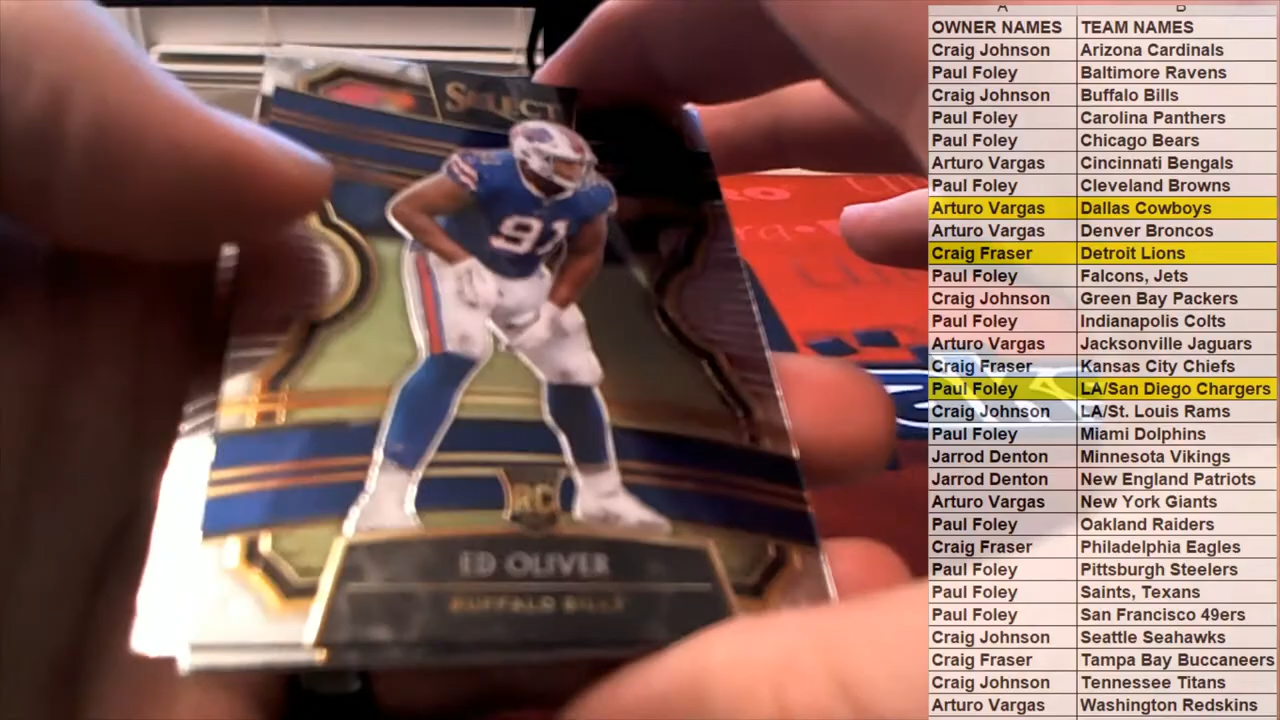 SELECT
91
RC
ED OLIVER
BUFFALO BILLS
A B
OWNER NAMES TEAM NAMES
Craig Johnson Arizona Cardinals
Paul Foley Baltimore Ravens
Craig Johnson Buffalo Bills
Paul Foley Carolina Panthers
Paul Foley Chicago Bears
Arturo Vargas Cincinnati Bengals
Paul Foley Cleveland Browns
Arturo Vargas Dallas Cowboys
Arturo Vargas Denver Broncos
Craig Fraser Detroit Lions
Paul Foley Falcons, Jets
Craig Johnson Green Bay Packers
Paul Foley Indianapolis Colts
Arturo Vargas Jacksonville Jaguars
Craig Fraser Kansas City Chiefs
Paul Foley LA/San Diego Chargers
Craig Johnson LA/St. Louis Rams
Paul Foley Miami Dolphins
Jarrod Denton Minnesota Vikings
Jarrod Denton New England Patriots
Arturo Vargas New York Giants
Paul Foley Oakland Raiders
Craig Fraser Philadelphia Eagles
Paul Foley Pittsburgh Steelers
Paul Foley Saints, Texans
Paul Foley San Francisco 49ers
Craig Johnson Seattle Seahawks
Craig Fraser Tampa Bay Buccaneers
Craig Johnson Tennessee Titans
Arturo Vargas Washington Redskins